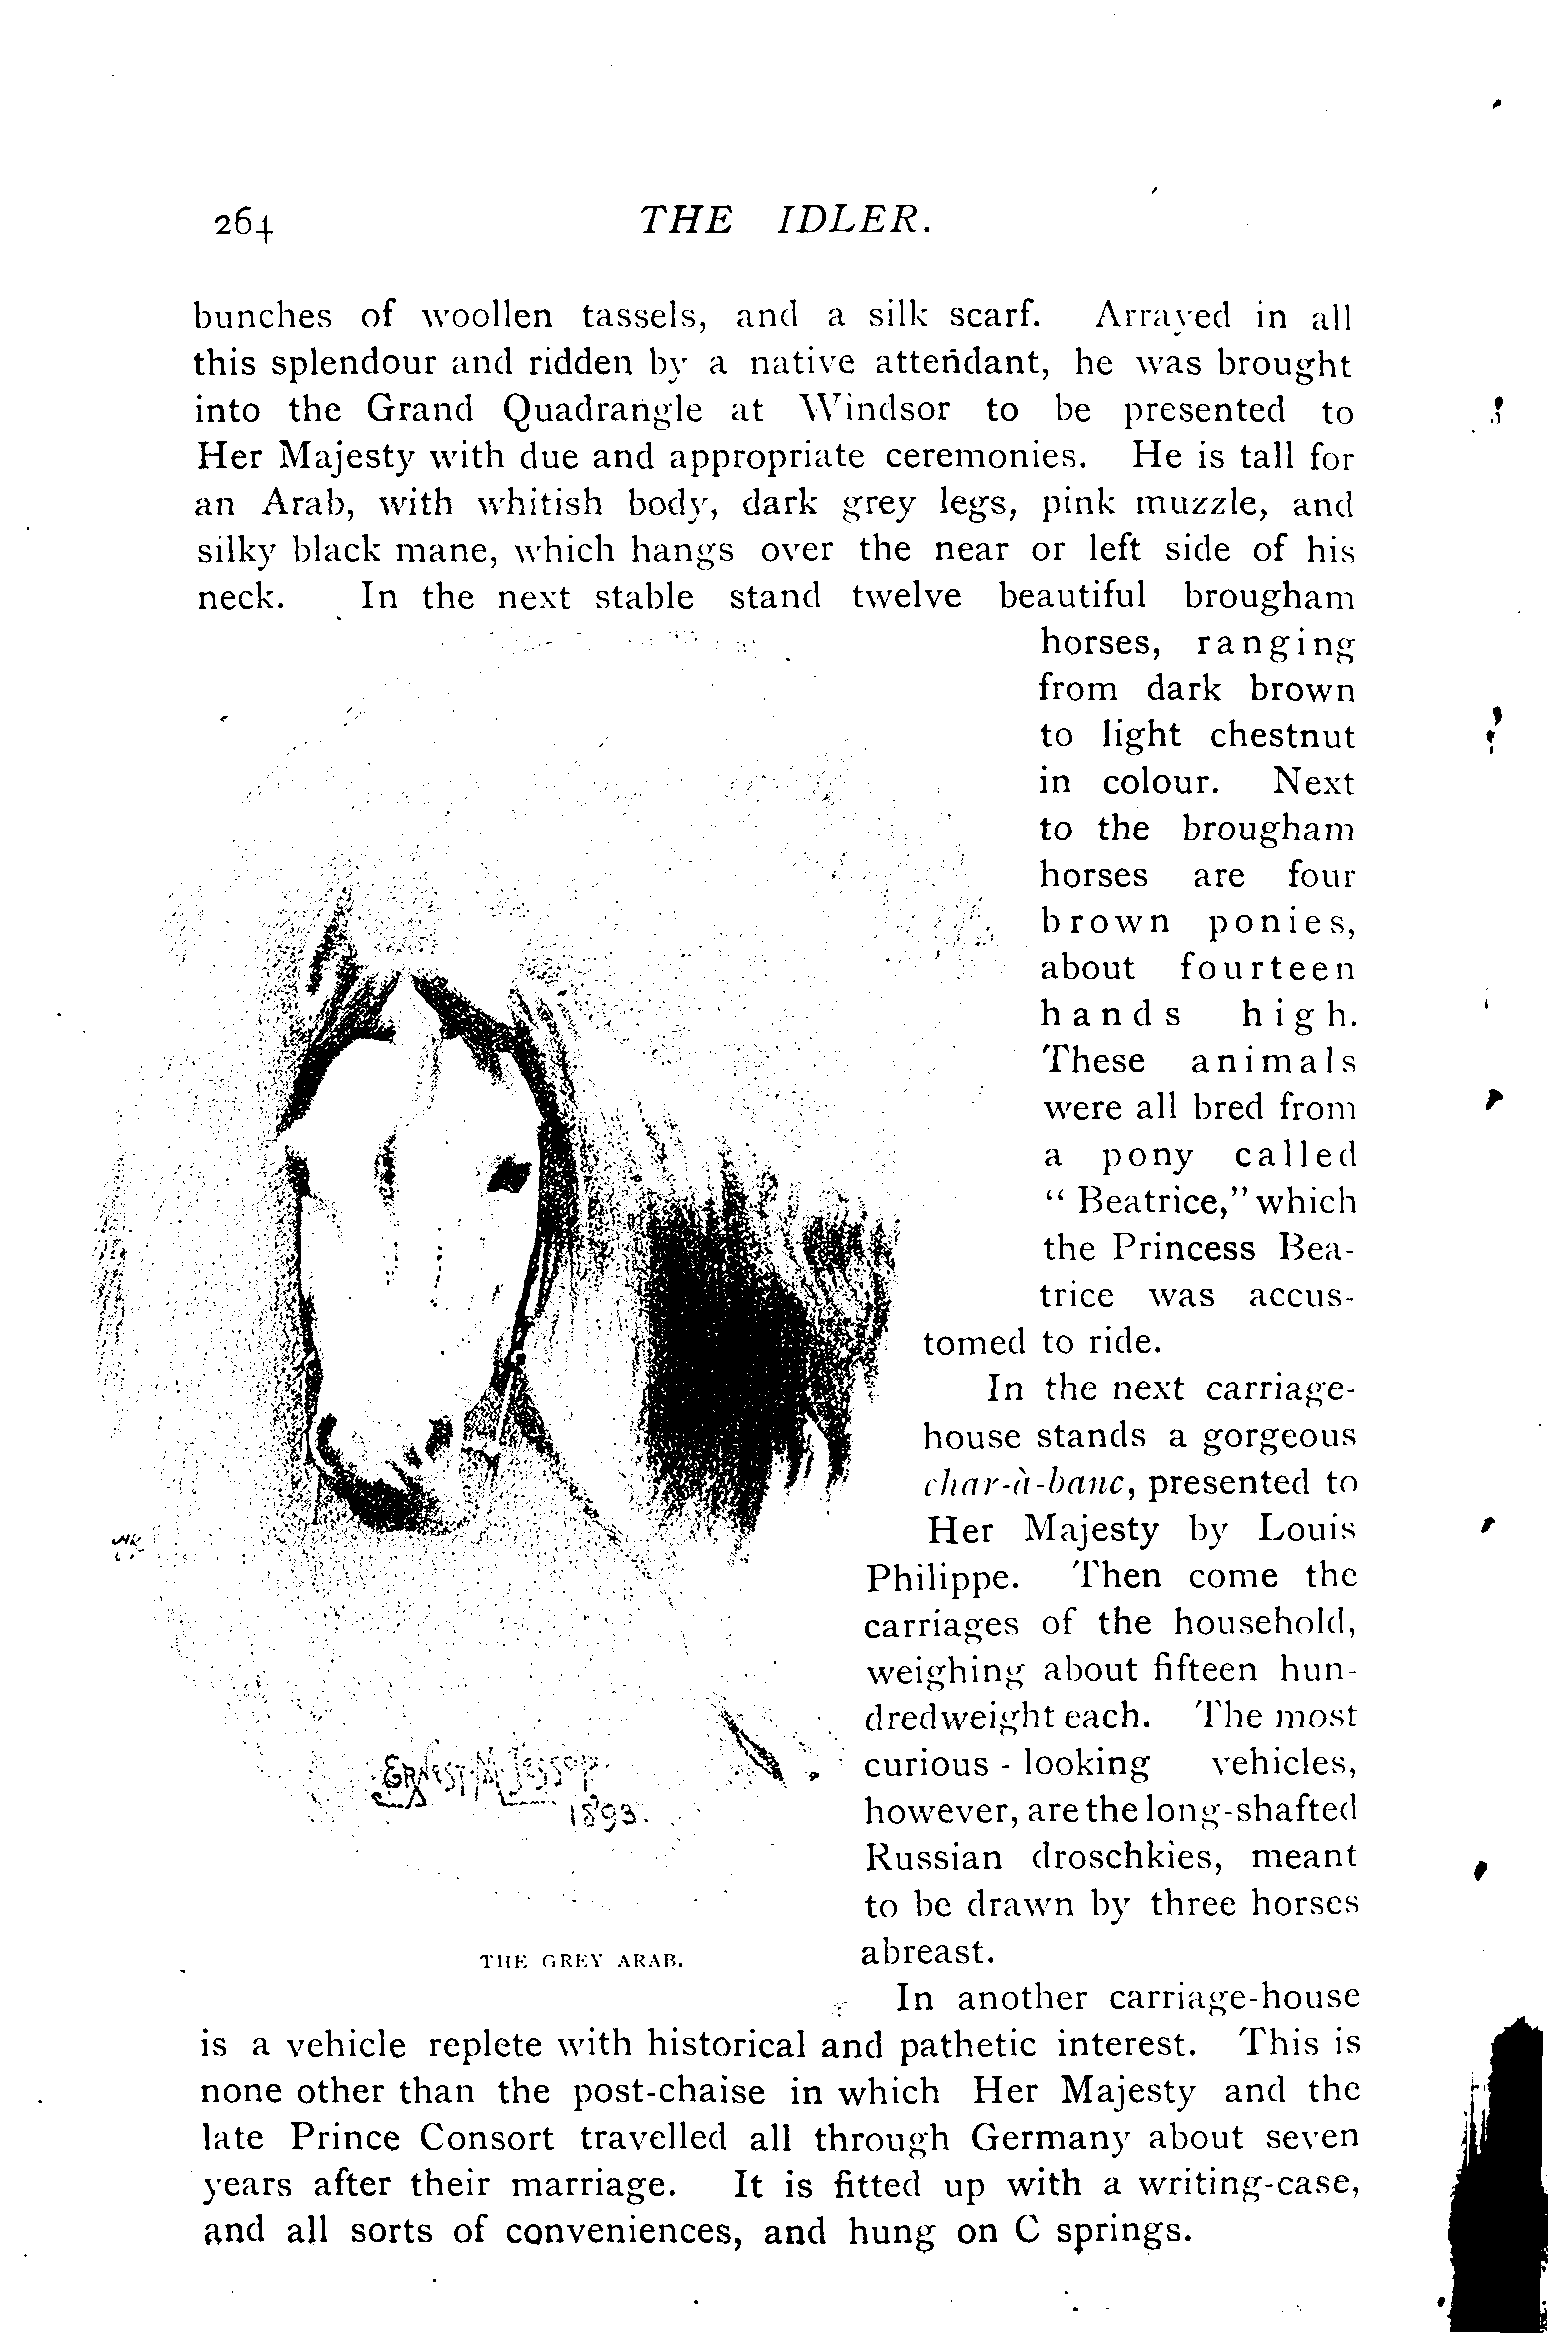 264 THE IDLER.
bunches of woollen tassels, and a silk scarf. Arrayed in all
this splendour and ridden by a native attendant, he was brought
into the Grand Quadrangle at Windsor to be presented to
Her Majesty with due and appropriate ceremonies. He is tall for
an Arab, with whitish body, dark grey legs, pink muzzle, and
silky black mane, which hangs over the near or left side of his
neck. In the next stable stand twelve beautiful brougham
horses, ranging
from dark brown
to light chestnut
in colour. Next
to the brougham
horses are four
brown ponies,
about fourteen
hands high.
These animals
were all bred from
a pony called
“ Beatrice,” which
the Princess Bea-
trice was accus-
tomed to ride.
In the next carriage-
house stands a gorgeous
char-à-banc, presented to
Her Majesty by Louis
Philippe. Then come the
carriages of the household,
weighing about fifteen hun-
dredweight each. The most
curious - looking vehicles,
however, are the long-shafted
Russian droschkies, meant
to be drawn by three horses
abreast.
ERNEST M. JESSOP.
1893.
THE GREY ARAB.
In another carriage-house
is a vehicle replete with historical and pathetic interest. This is
none other than the post-chaise in which Her Majesty and the
late Prince Consort travelled all through Germany about seven
years after their marriage. It is fitted up with a writing-case,
and all sorts of conveniences, and hung on C springs.